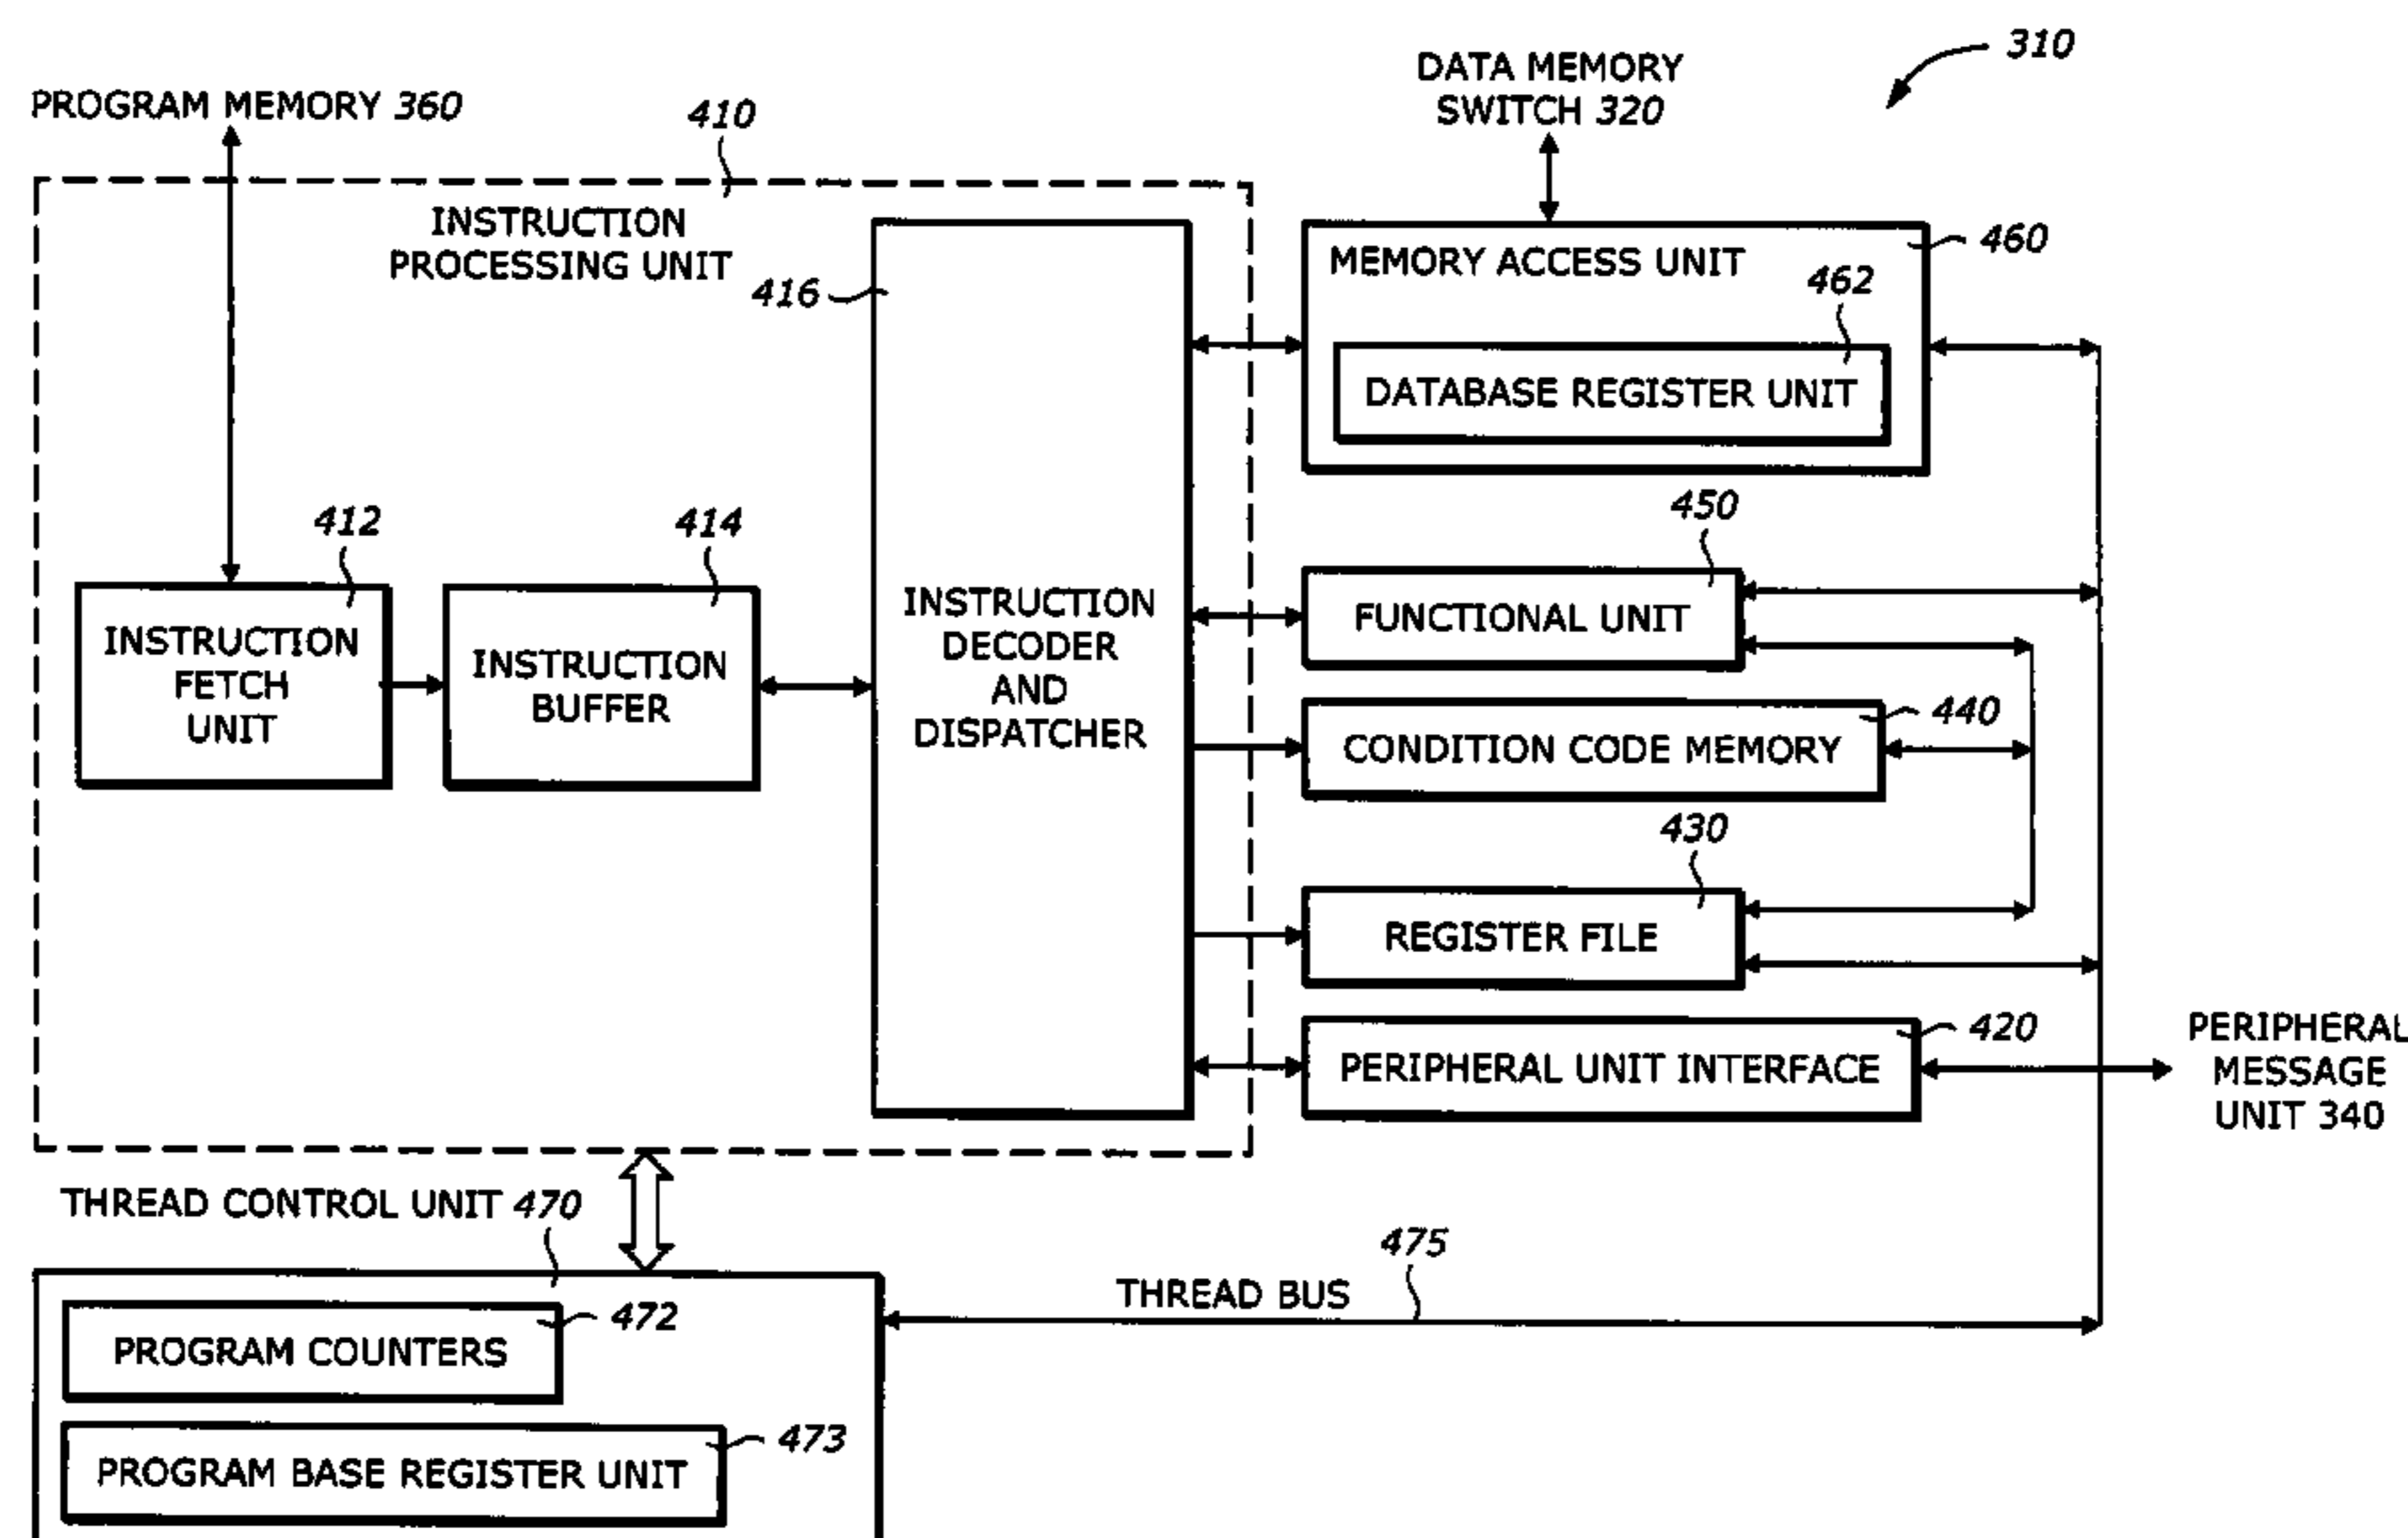 310
DATA MEMORY
SWITCH 320
PROGRAM MEMORY 360
410
INSTRUCTION
PROCESSING UNIT
416
MEMORY ACCESS UNIT
460
462
DATABASE REGISTER UNIT
412
414
450
INSTRUCTION
FETCH
UNIT
INSTRUCTION
BUFFER
INSTRUCTION
DECODER
AND
DISPATCHER
FUNCTIONAL UNIT
440
CONDITION CODE MEMORY
430
REGISTER FILE
420
PERIPHERAL UNIT INTERFACE
PERIPHERAL
MESSAGE
UNIT 340
THREAD CONTROL UNIT 470
475
THREAD BUS
472
PROGRAM COUNTERS
473
PROGRAM BASE REGISTER UNIT